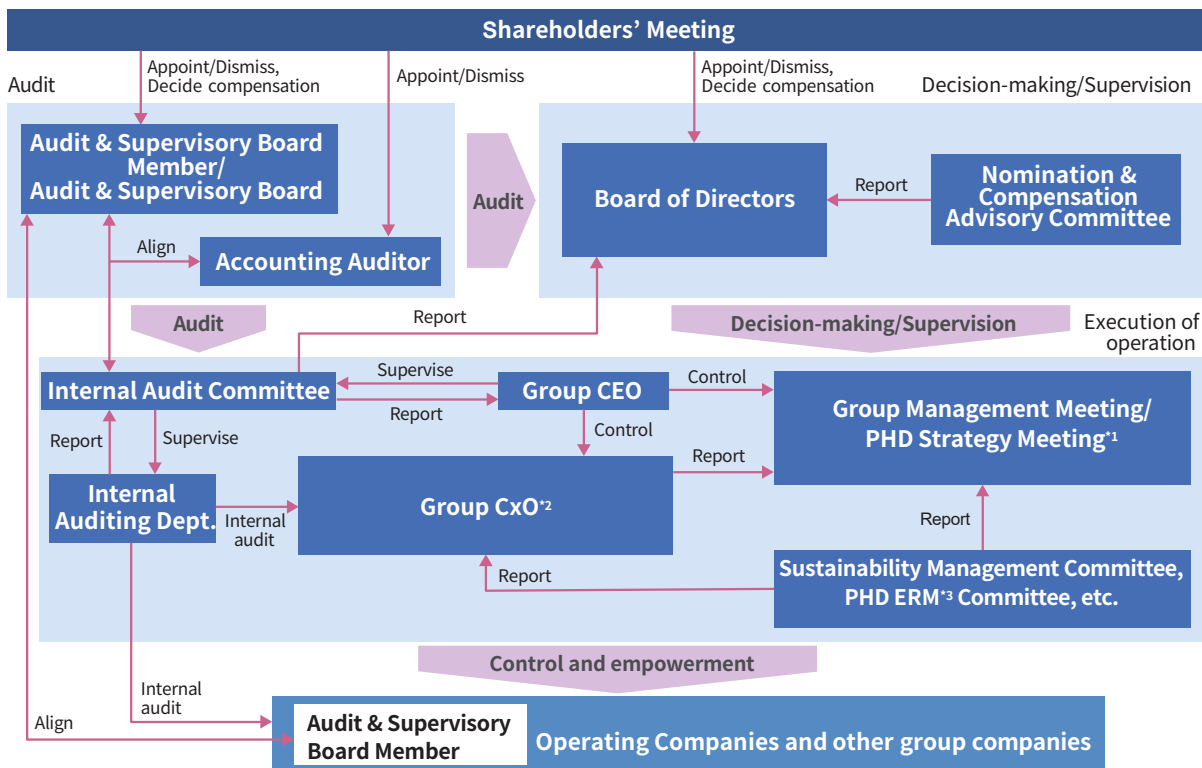 Shareholders’ Meeting
Audit
Appoint/Dismiss,
Decide compensation
Appoint/Dismiss
Appoint/Dismiss,
Decide compensation
Decision-making/Supervision
Audit & Supervisory Board
Member/
Audit & Supervisory Board
Align
Accounting Auditor
Audit
Board of Directors
Report
Nomination &
Compensation
Advisory Committee
Audit
Report
Decision-making/Supervision
Execution of
operation
Internal Audit Committee
Supervise
Report
Group CEO
Control
Control
Group Management Meeting/
PHD Strategy Meeting*1
Report
Supervise
Internal
Auditing Dept.
Internal
audit
Group CxO*2
Report
Report
Report
Sustainability Management Committee,
PHD ERM*3 Committee, etc.
Control and empowerment
Internal
audit
Align
Audit & Supervisory
Board Member
Operating Companies and other group companies